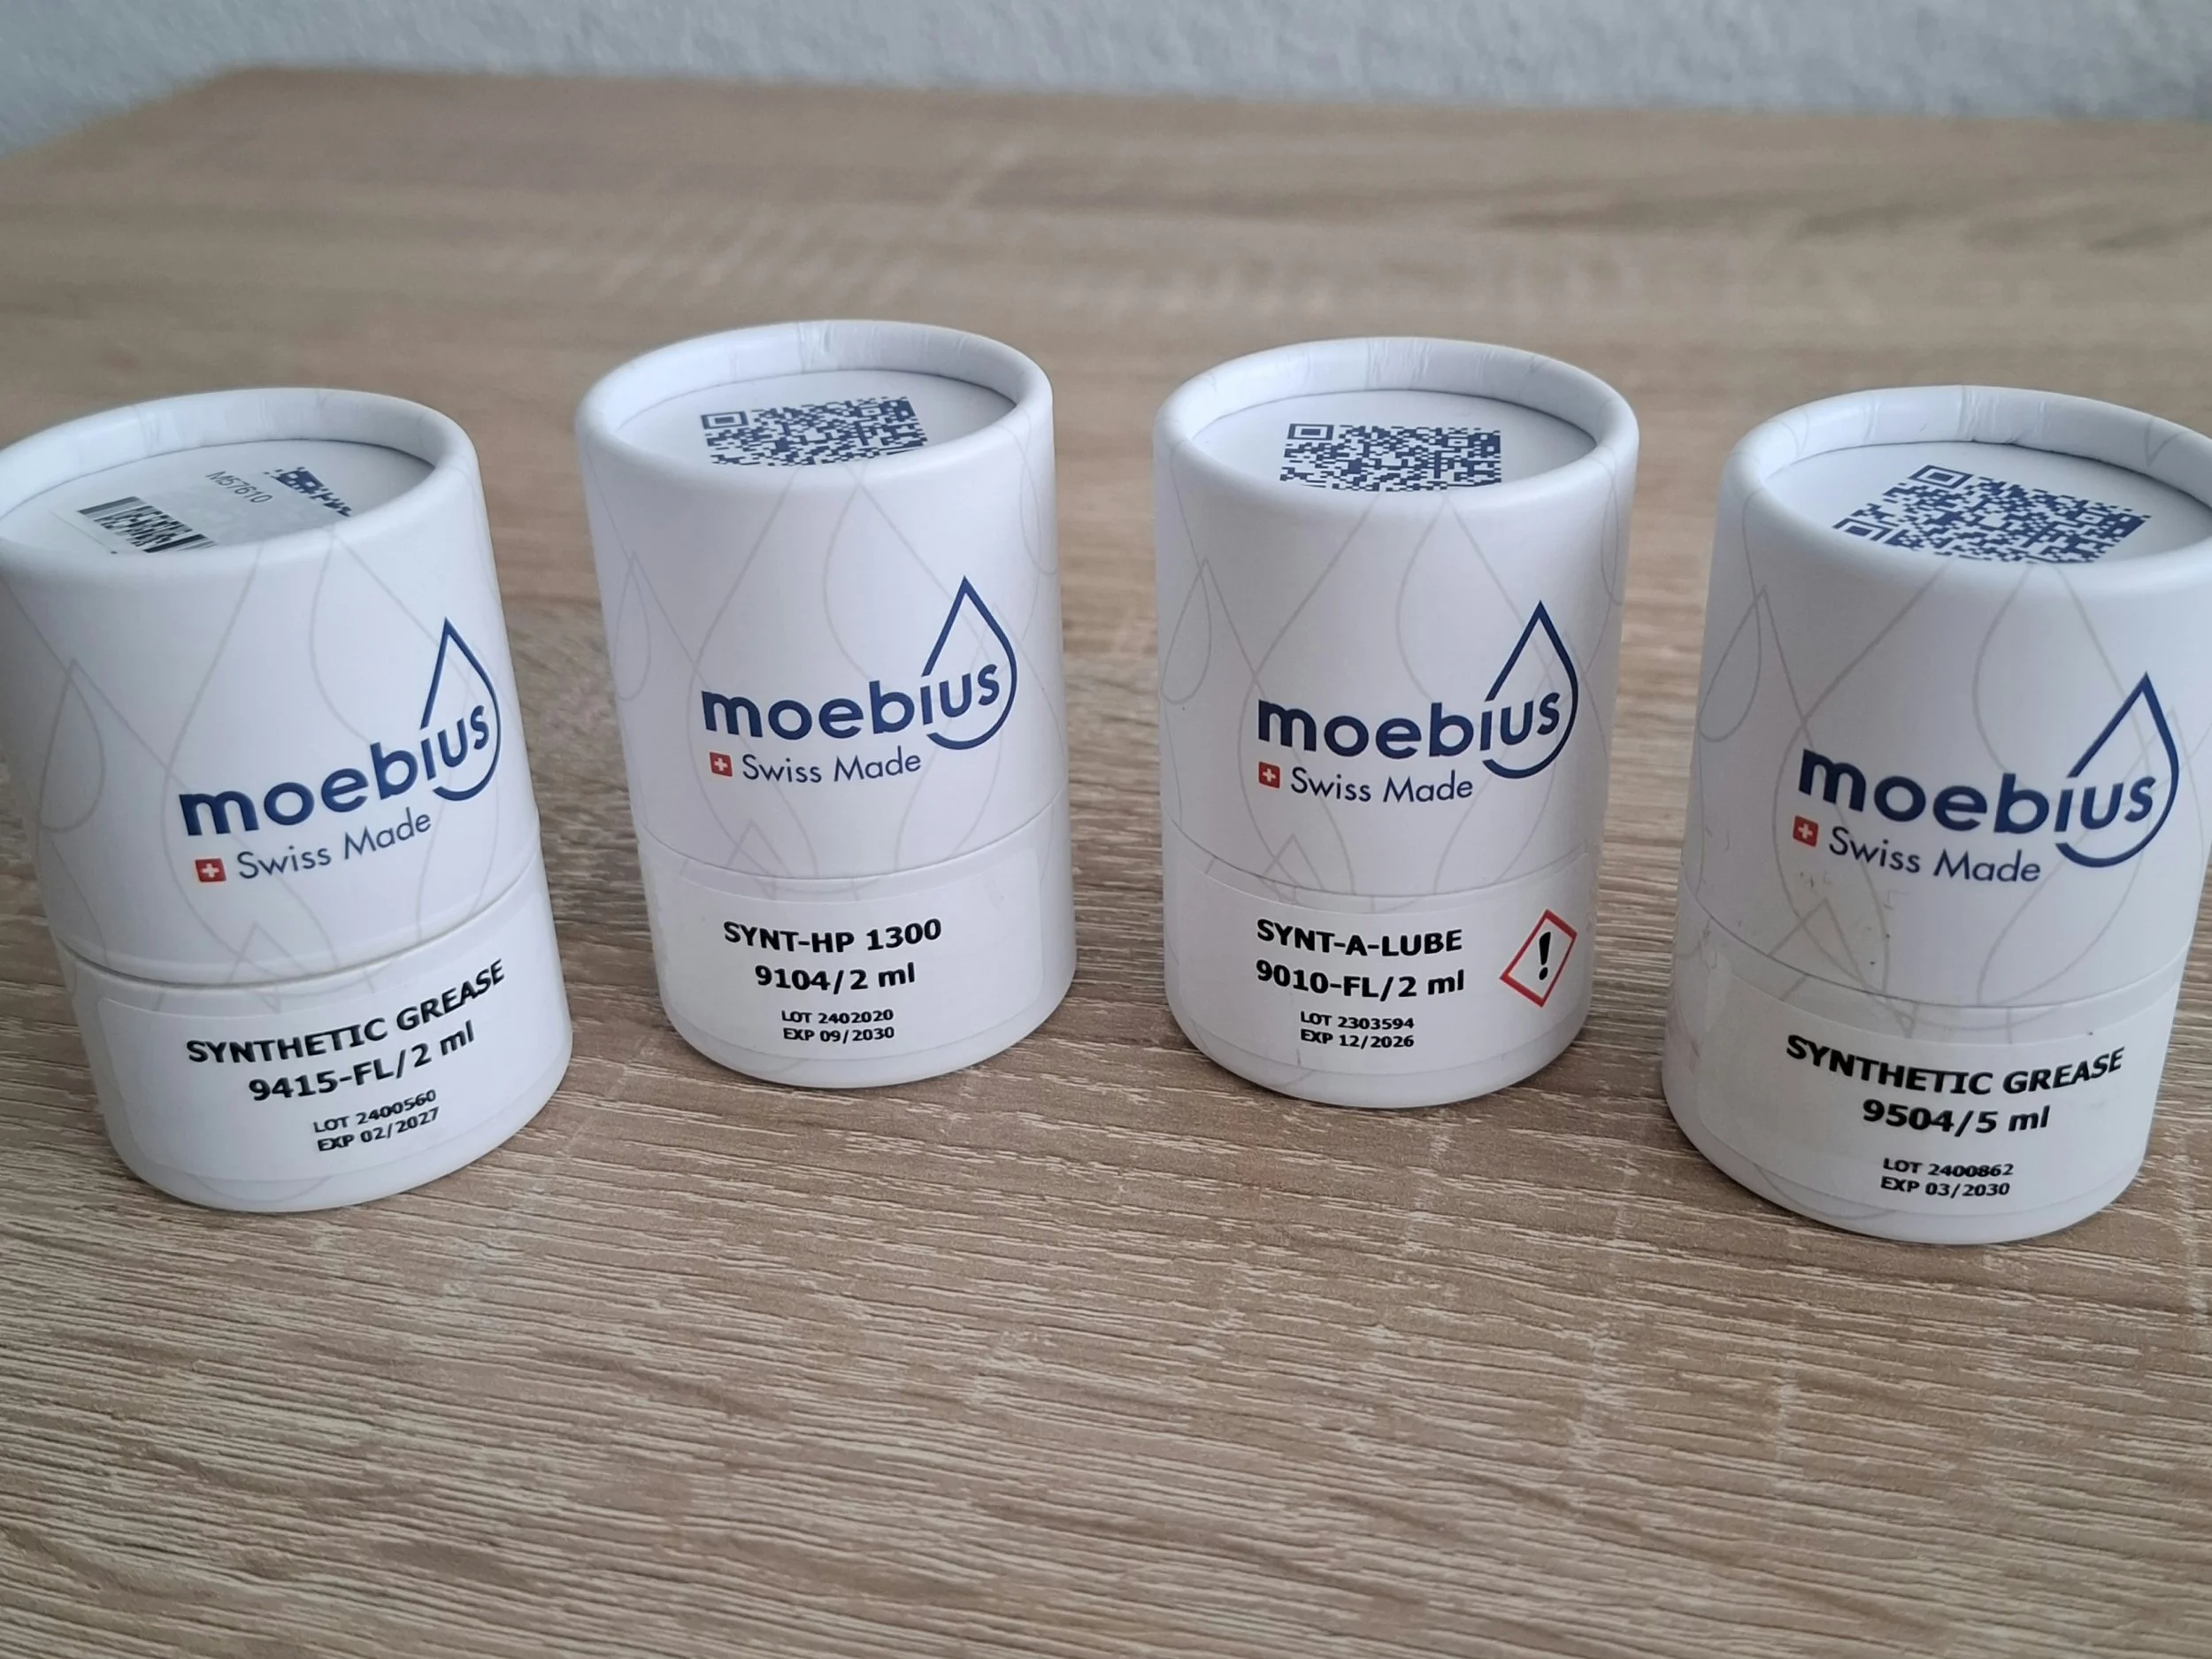 M57610
moebius
Swiss Made
SYNTHETIC GREASE
9415-FL/2 ml
LOT 2400560
EXP 02/2027
moebius
Swiss Made
SYNT-HP 1300
9104/2 ml
LOT 2402020
EXP 09/2030
moebius
Swiss Made
SYNT-A-LUBE
9010-FL/2 ml
LOT 2303594
EXP 12/2026
moebius
Swiss Made
SYNTHETIC GREASE
9504/5 ml
LOT 2400862
EXP 03/2030